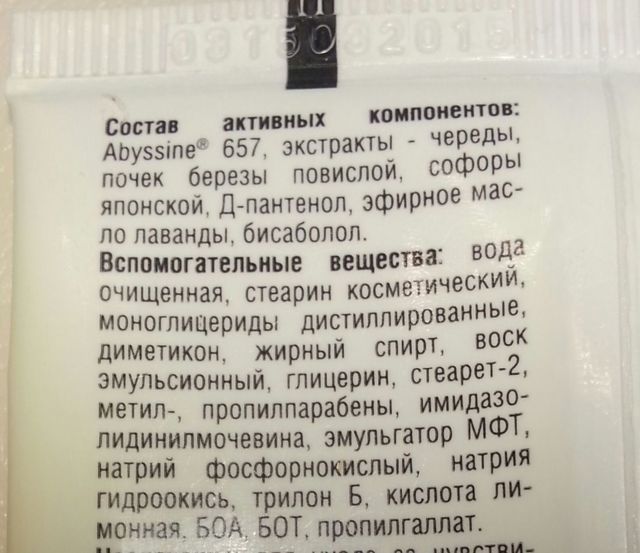 Состав активных компонентов:
Abyssine® 657, экстракты - череды,
почек березы повислой, софоры
японской, Д-пантенол, эфирное мас-
ло лаванды, бисаболол.
Вспомогательные вещества: вода
очищенная, стеарин косметический,
моноглицериды дистиллированные,
диметикон, жирный спирт, воск
эмульсионный, глицерин, стеарет-2,
метил-, пропилпарабены, имидазо-
лидинилмочевина, эмульгатор МФТ,
натрий фосфорнокислый, натрия
гидроокись, трилон Б, кислота ли-
монная, БОА, БОТ, пропилгаллат.